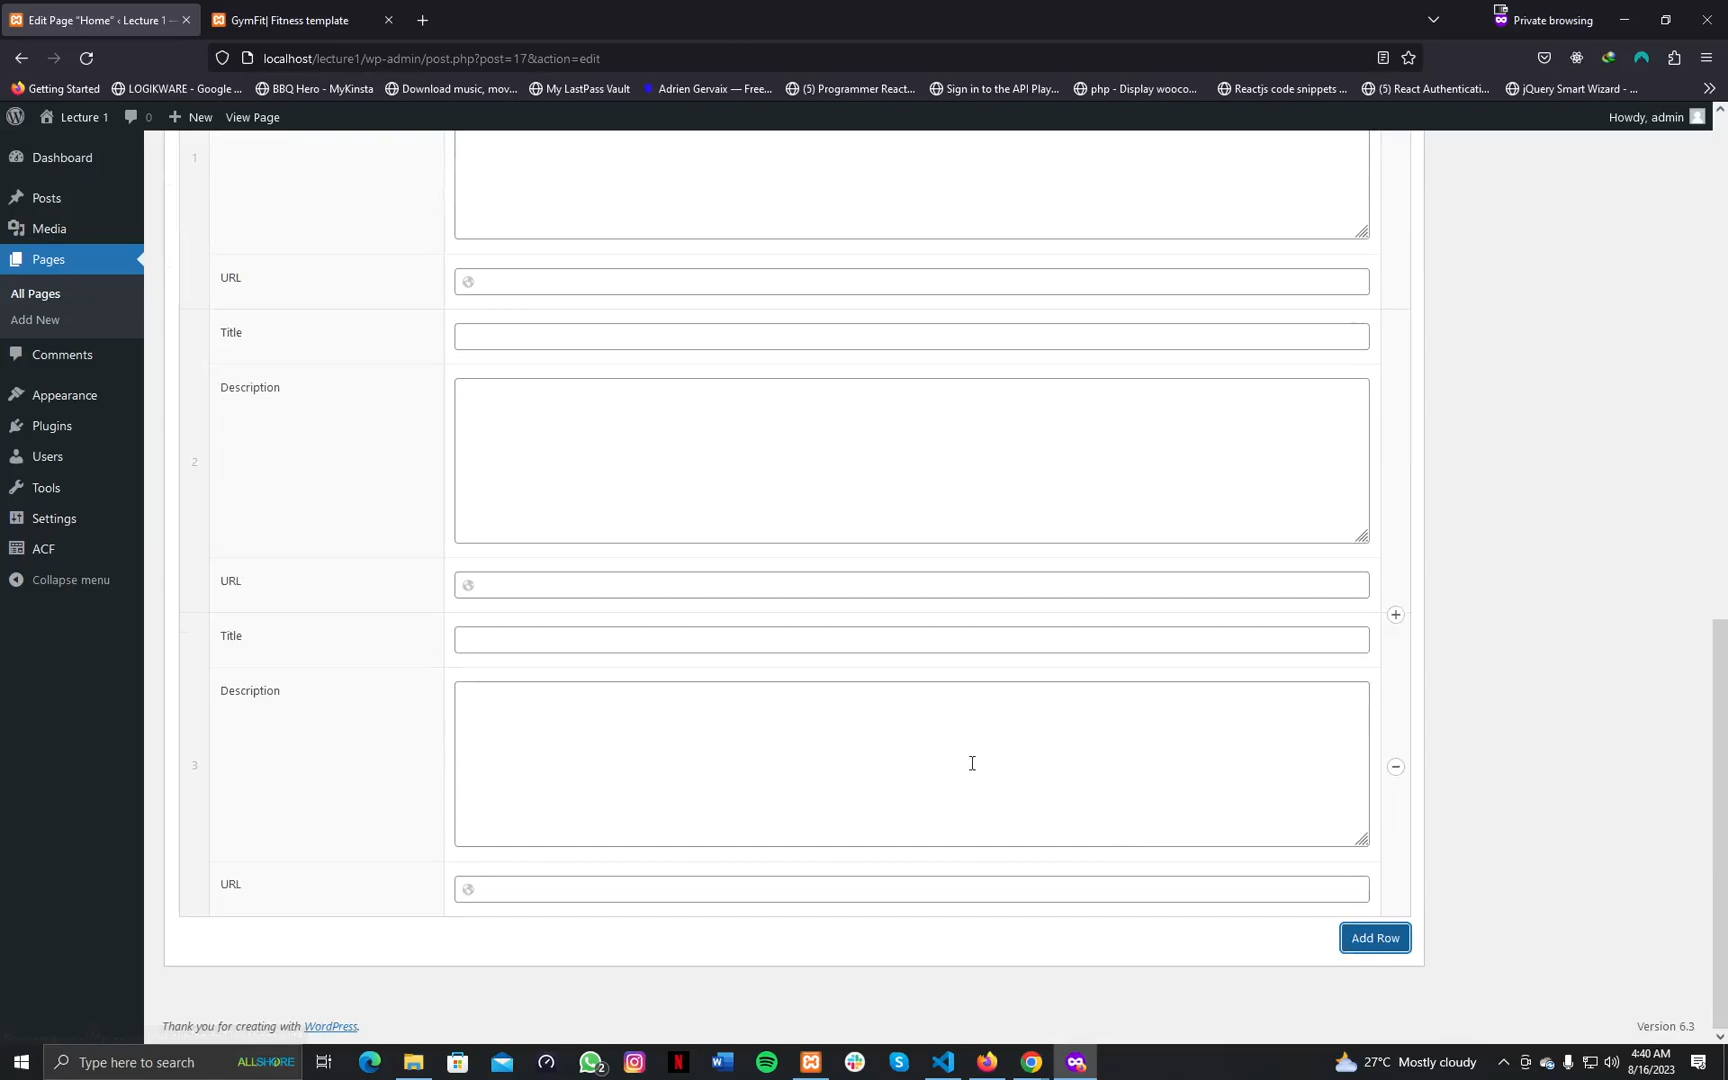 Edit Page “Home” ‹ Lecture 1 —
GymFit| Fitness template
Private browsing
localhost/lecture1/wp-admin/post.php?post=17&action=edit
Getting Started
LOGIKWARE - Google ...
BBQ Hero - MyKinsta
Download music, mov...
My LastPass Vault
Adrien Gervaix — Free...
(5) Programmer React...
Sign in to the API Play...
php - Display wooco...
Reactjs code snippets ...
(5) React Authenticati...
jQuery Smart Wizard - ...
Lecture 1
0
New
View Page
Howdy, admin
Dashboard
Posts
Media
Pages
All Pages
Add New
Comments
Appearance
Plugins
Users
Tools
Settings
ACF
Collapse menu
1
URL
Title
Description
2
URL
Title
Description
3
URL
Add Row
Thank you for creating with WordPress.
Version 6.3
Type here to search
ALLSHORE
2
27°C Mostly cloudy
4:40 AM
8/16/2023